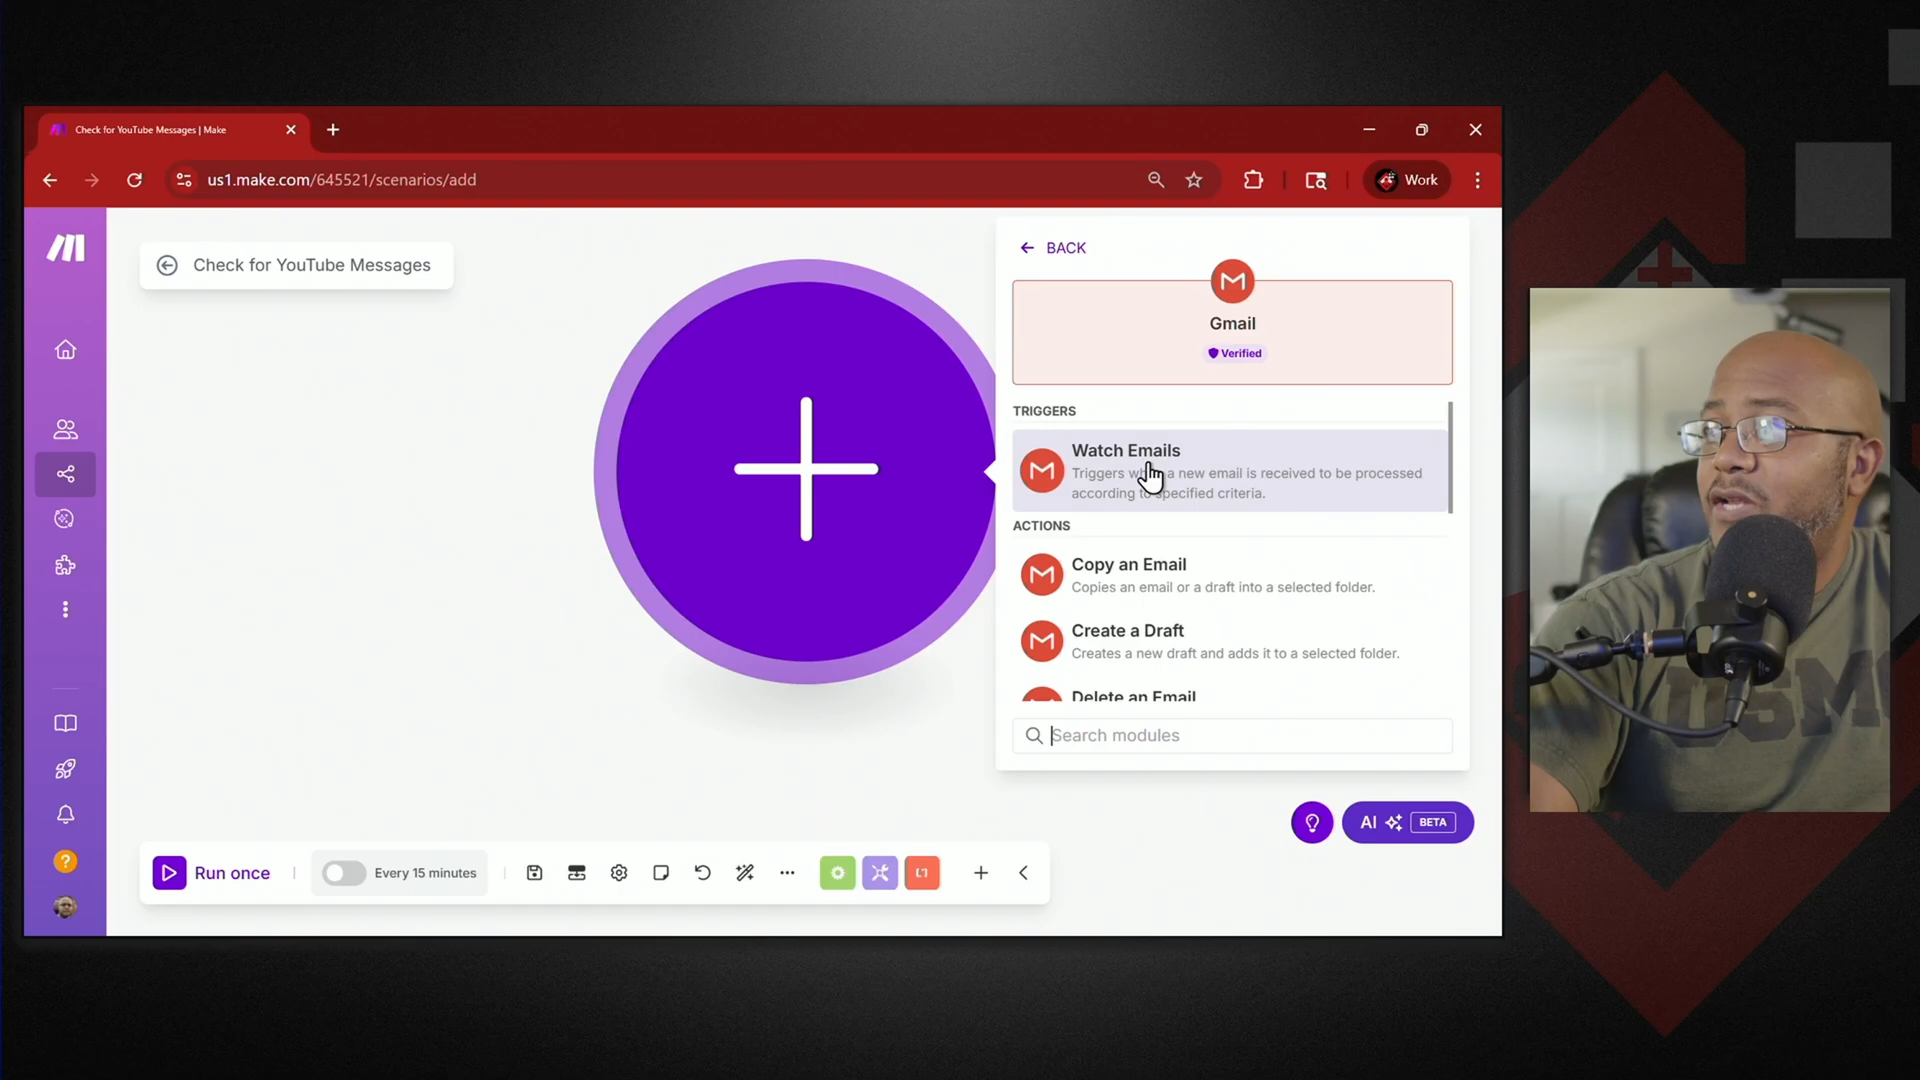 Check for YouTube Messages | Make
us1.make.com/645521/scenarios/add
Work
Check for YouTube Messages
BACK
Gmail
Verified
TRIGGERS
Watch Emails
Triggers when a new email is received to be processed
according to specified criteria.
ACTIONS
Copy an Email
Copies an email or a draft into a selected folder.
Create a Draft
Creates a new draft and adds it to a selected folder.
Delete an Email
Search modules
AI BETA
Run once
Every 15 minutes
USMC